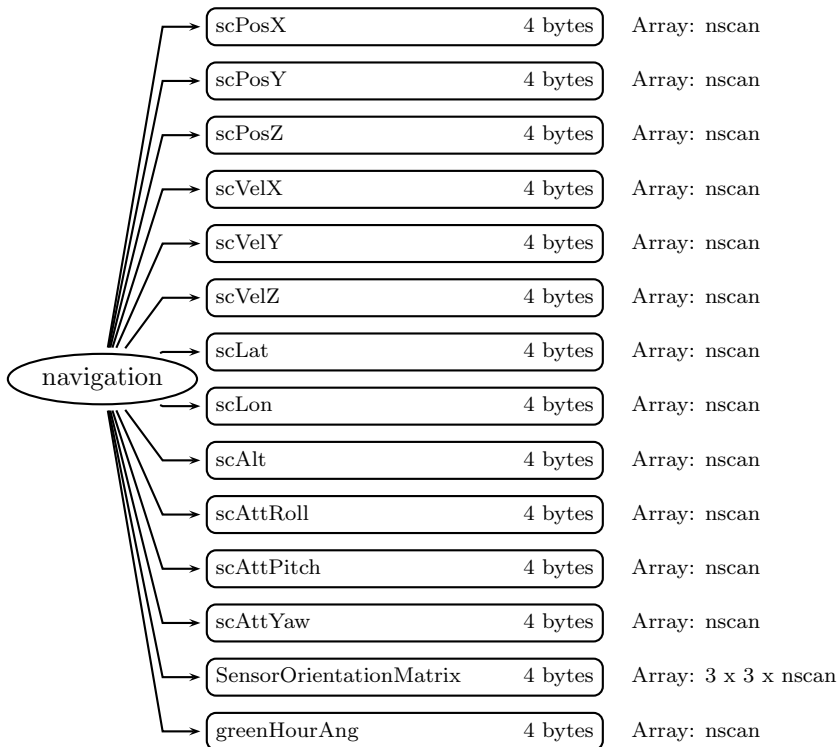 scPosX 4 bytes Array: nscan
scPosY 4 bytes Array: nscan
scPosZ 4 bytes Array: nscan
scVelX 4 bytes Array: nscan
scVelY 4 bytes Array: nscan
scVelZ 4 bytes Array: nscan
scLat 4 bytes Array: nscan
navigation
scLon 4 bytes Array: nscan
scAlt 4 bytes Array: nscan
scAttRoll 4 bytes Array: nscan
scAttPitch 4 bytes Array: nscan
scAttYaw 4 bytes Array: nscan
SensorOrientationMatrix 4 bytes Array: 3 x 3 x nscan
greenHourAng 4 bytes Array: nscan